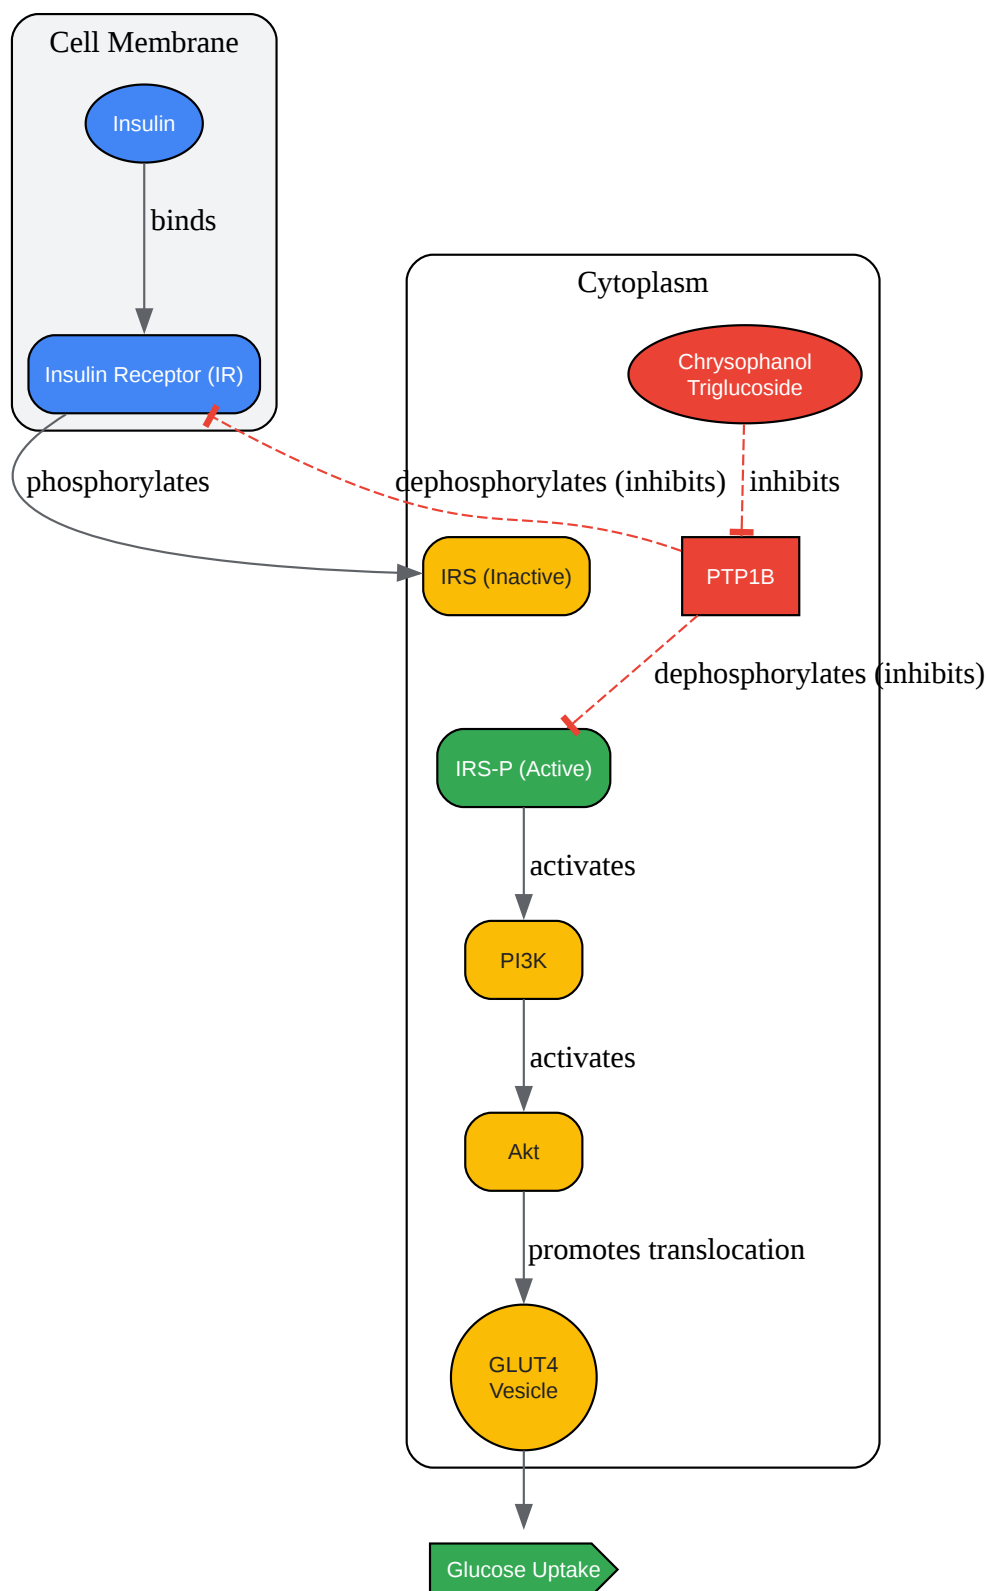 Cell Membrane
Insulin
binds
Cytoplasm
Insulin Receptor (IR)
Chrysophanol
Triglucoside
phosphorylates
dephosphorylates (inhibits)
inhibits
IRS (Inactive)
PTP1B
dephosphorylates (inhibits)
IRS-P (Active)
activates
PI3K
activates
Akt
promotes translocation
GLUT4
Vesicle
Glucose Uptake